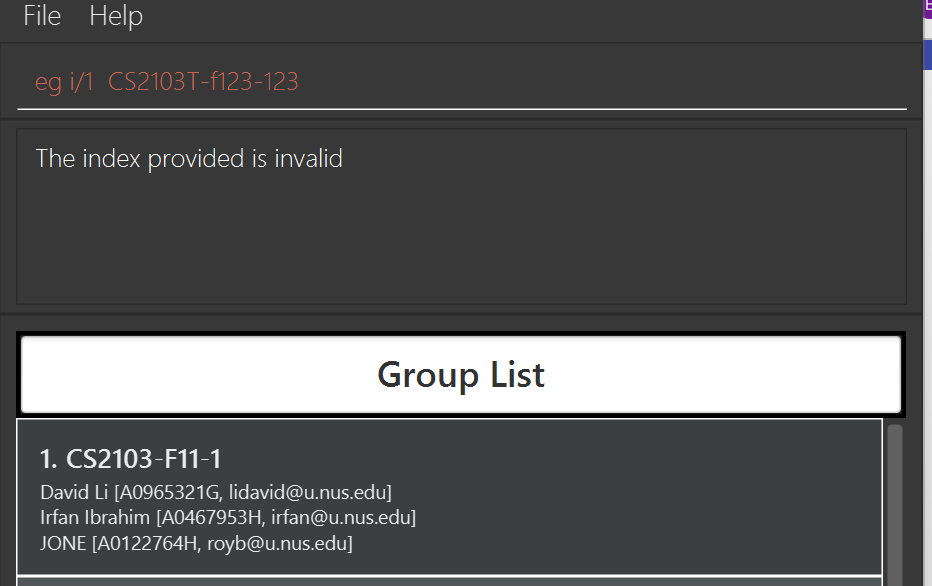 File Help
eg i/1 CS2103T-f123-123
The index provided is invalid
Group List
1. CS2103-F11-1
David Li [A0965321G, lidavid@u.nus.edu]
Irfan Ibrahim [A0467953H, irfan@u.nus.edu]
JONE [A0122764H, royb@u.nus.edu]